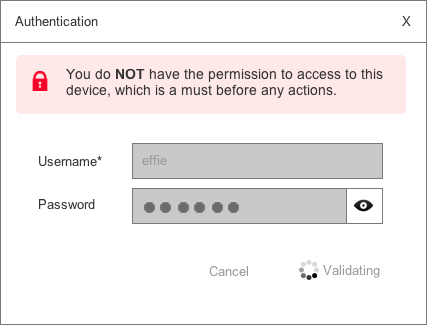 Authentication X
You do NOT have the permission to access to this
device, which is a must before any actions.
Username* effie
Password
Cancel Validating